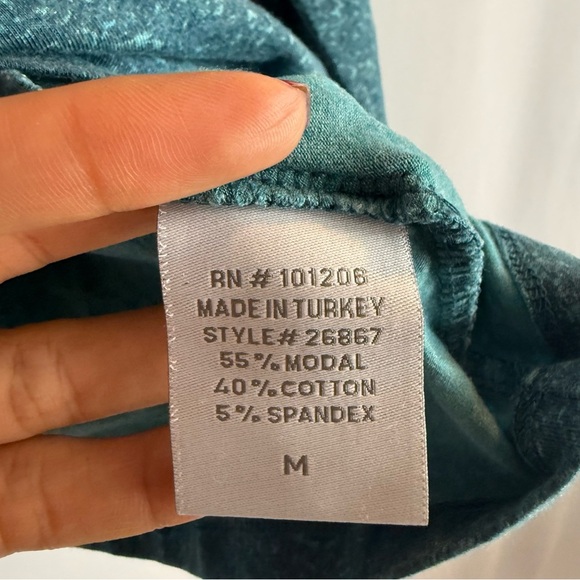 RN # 101206
MADE IN TURKEY
STYLE# 26867
55% MODAL
40% COTTON
5% SPANDEX
M